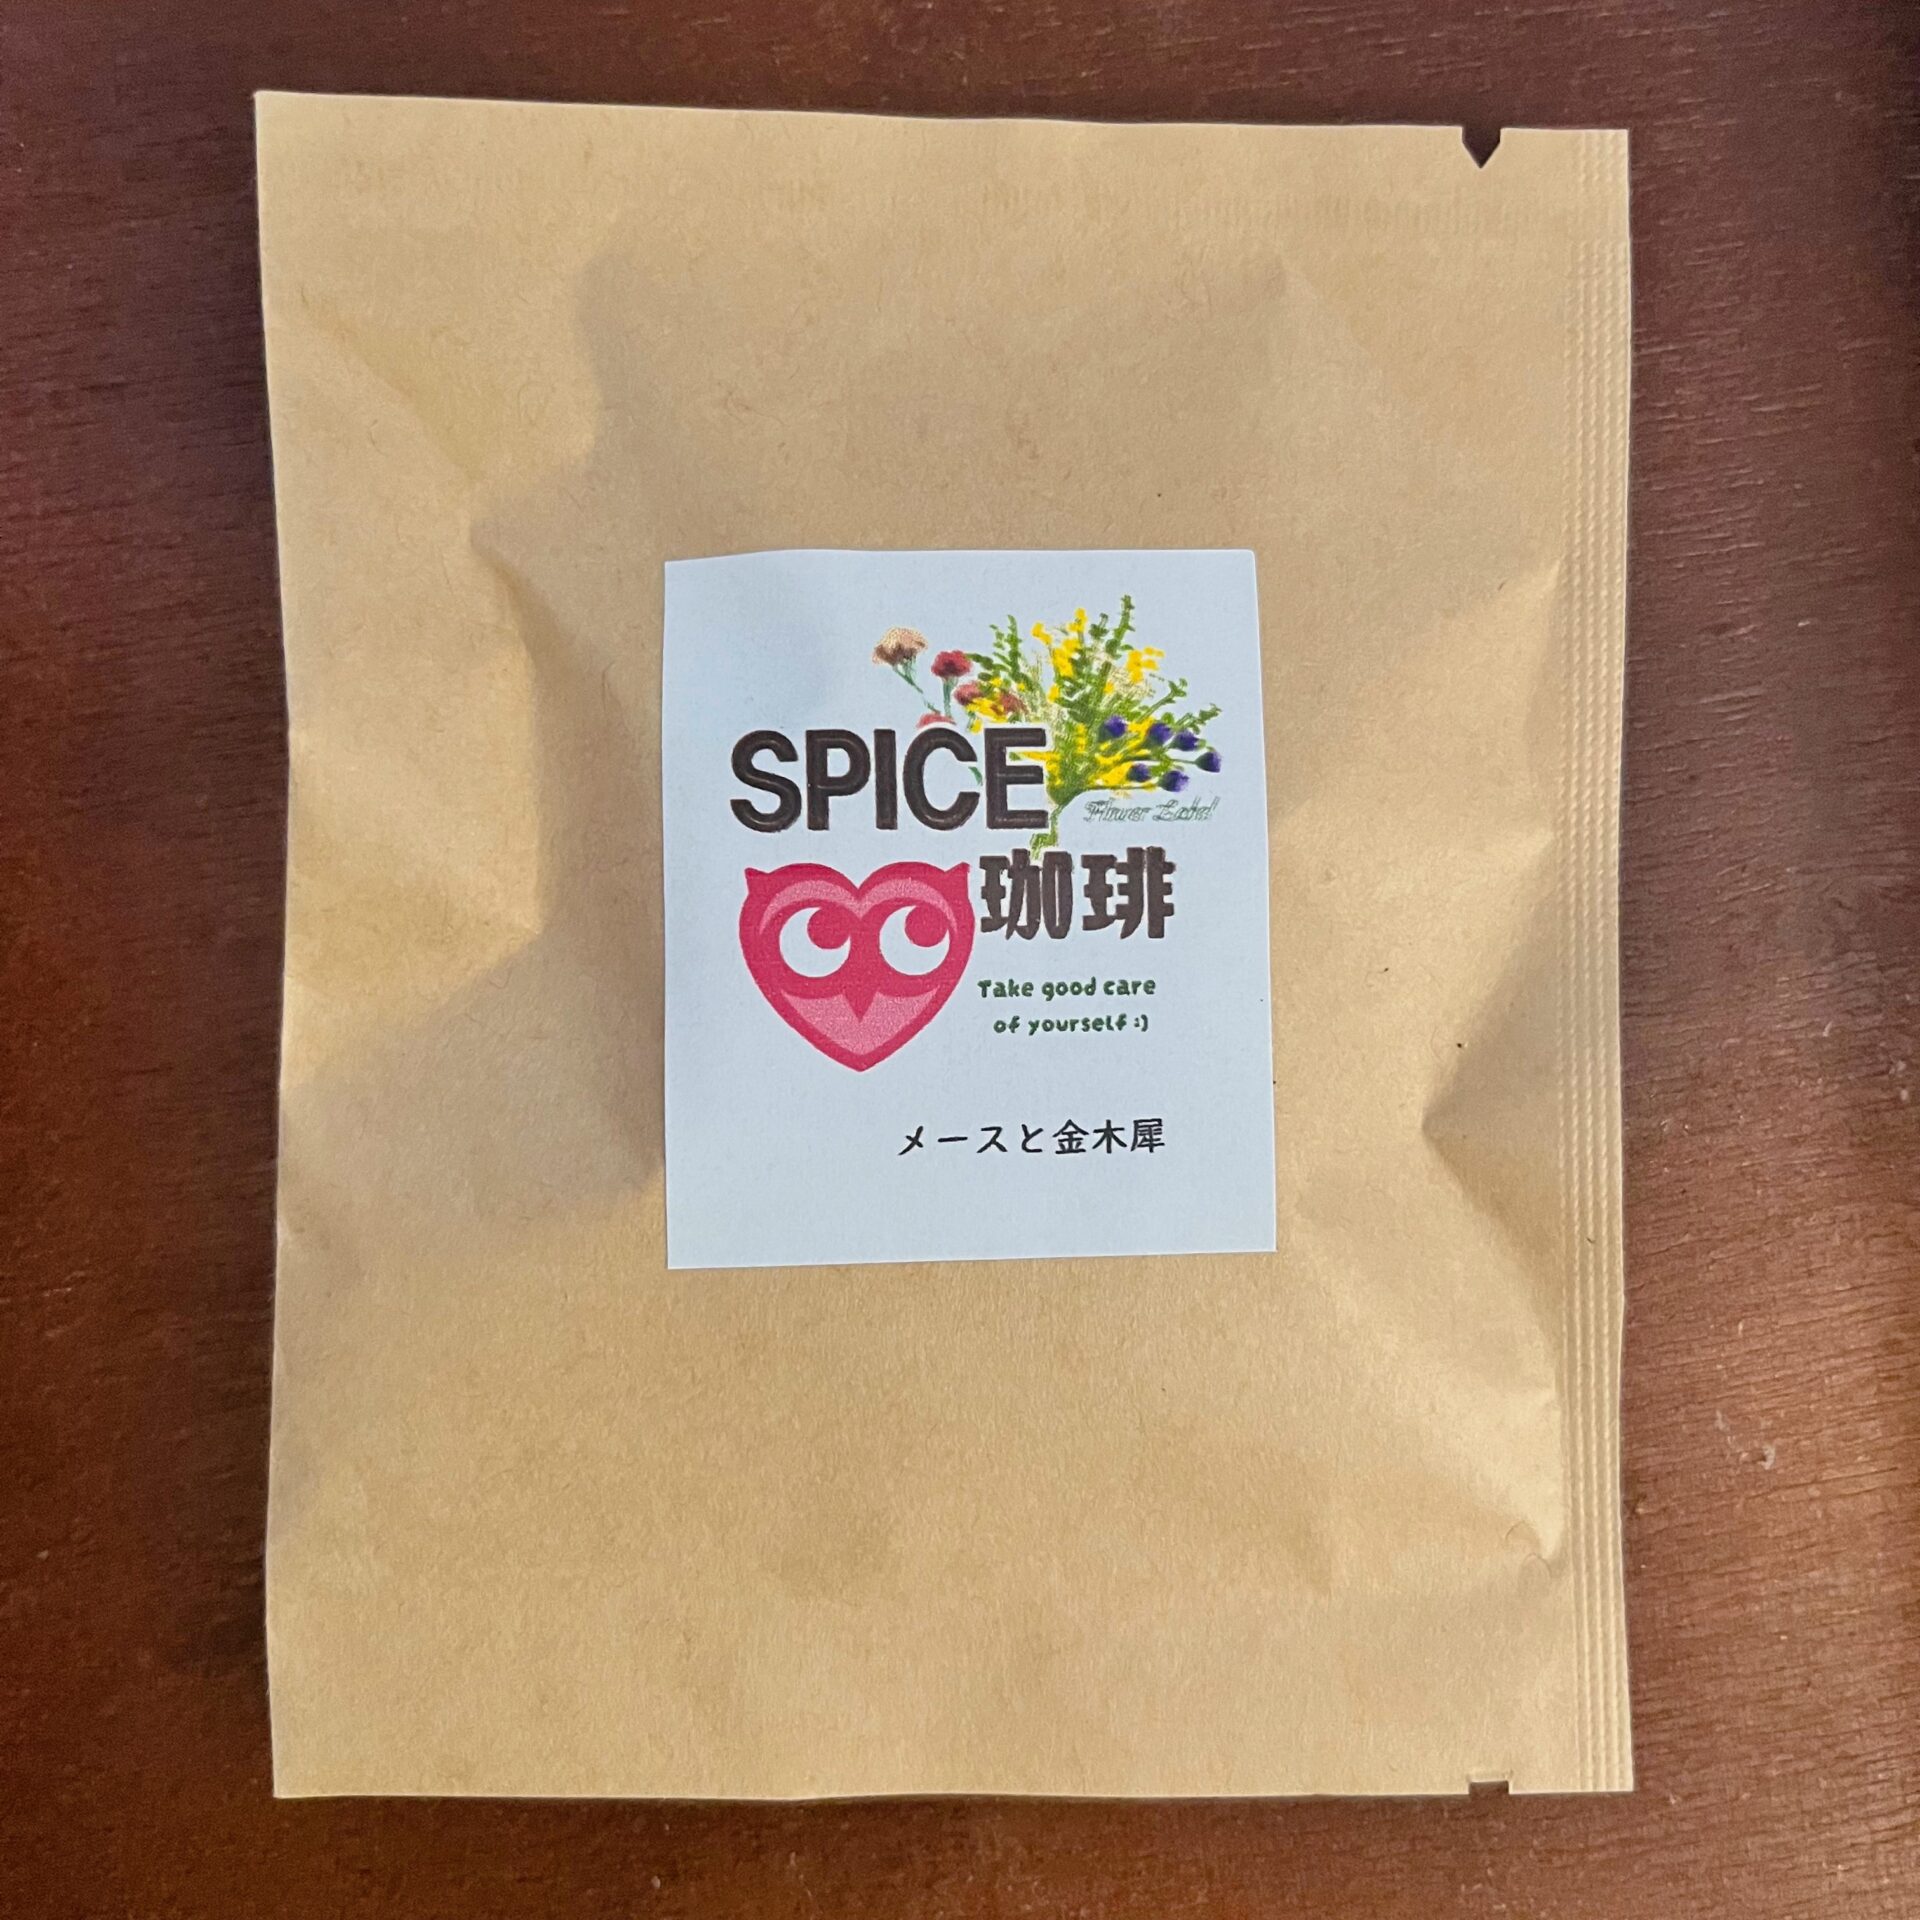 SPICE
Flower Label
珈琲
Take good care
of yourself :)
メースと金木犀